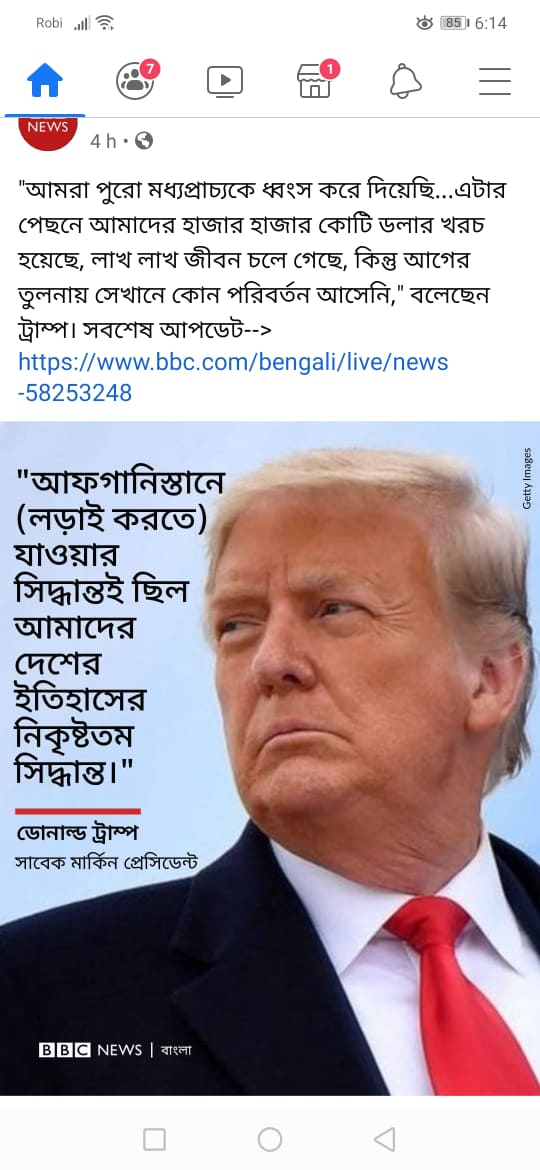 Robi 85 6:14
7 1
NEWS
4 h •
"আমরা পুরো মধ্যপ্রাচ্যকে ধ্বংস করে দিয়েছি...এটার
পেছনে আমাদের হাজার হাজার কোটি ডলার খরচ
হয়েছে, লাখ লাখ জীবন চলে গেছে, কিন্তু আগের
তুলনায় সেখানে কোন পরিবর্তন আসেনি," বলেছেন
ট্রাম্প। সবশেষ আপডেট-->
https://www.bbc.com/bengali/live/news
-58253248
Getty Images
"আফগানিস্তানে
(লড়াই করতে)
যাওয়ার
সিদ্ধান্তই ছিল
আমাদের
দেশের
ইতিহাসের
নিকৃষ্টতম
সিদ্ধান্ত।"
ডোনাল্ড ট্রাম্প
সাবেক মার্কিন প্রেসিডেন্ট
BBC NEWS | বাংলা